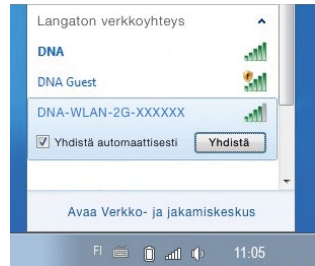 Langaton verkkoyhteys
DNA
DNA Guest
DNA-WLAN-2G-XXXXXX
Yhdistä automaattisesti Yhdistä
Avaa Verkko- ja jakamiskeskus
FI 11:05